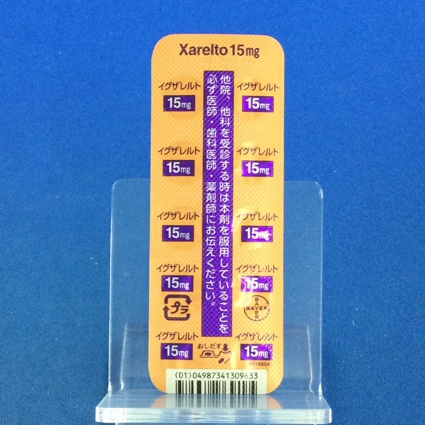 Xarelto 15mg
イグザレルト イグザレルト
15mg 15mg
イグザレルト イグザレルト
15mg 15mg
イグザレルト イグザレルト
15mg 15mg
イグザレルト イグザレルト
15mg 15mg
イグザレルト イグザレルト
15mg 15mg
他院、他科を受診する時は本剤を服用していることを
必ず医師・歯科医師・薬剤師にお伝えください。
プラ
BAYER
BAYER
おしだす
(01)04987341309633